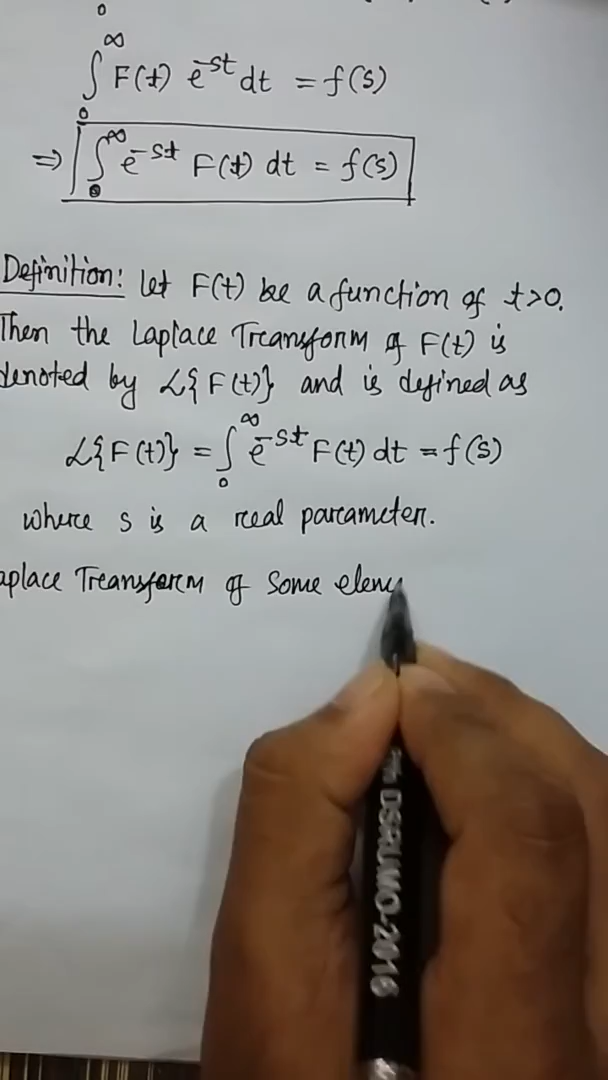 ∫₀^∞ F(t) e^-st dt = f(s)
⇒ ∫₀^∞ e^-st F(t) dt = f(s)
Definition: Let F(t) be a function of t>0.
Then the Laplace Transform of F(t) is
denoted by ℒ{F(t)} and is defined as
ℒ{F(t)} = ∫₀^∞ e^-st F(t) dt = f(s)
where s is a real parameter.
aplace Transform of Some elem
DSRUMO-2016